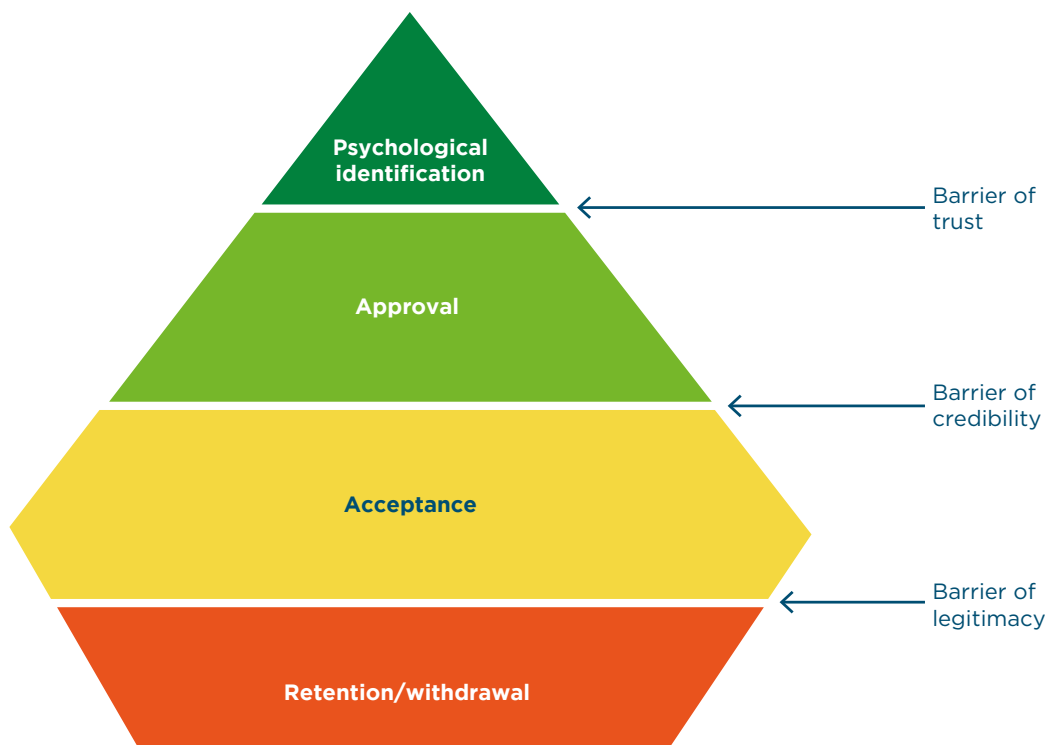 Psychological
identification
Barrier of
trust
Approval
Barrier of
credibility
Acceptance
Barrier of
legitimacy
Retention/withdrawal